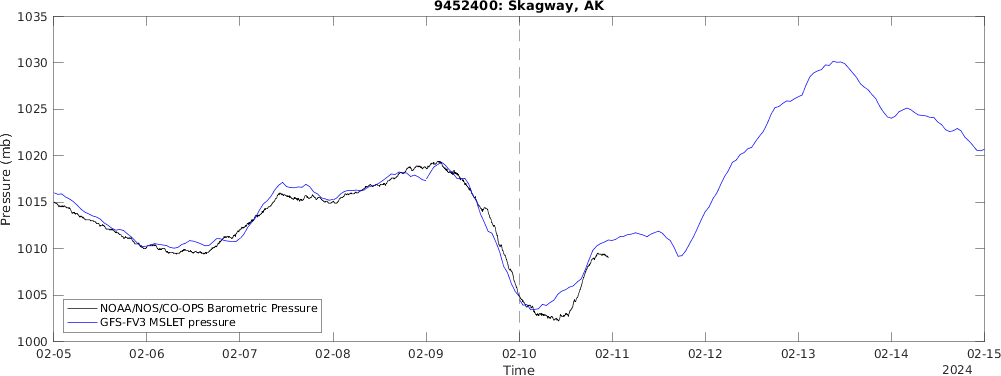 9452400: Skagway, AK
1035
1030
1025
1020
1015
1010
1005
1000
Pressure (mb)
NOAA/NOS/CO-OPS Barometric Pressure
GFS-FV3 MSLET pressure
02-05 02-06 02-07 02-08 02-09 02-10 02-11 02-12 02-13 02-14 02-15
Time
2024